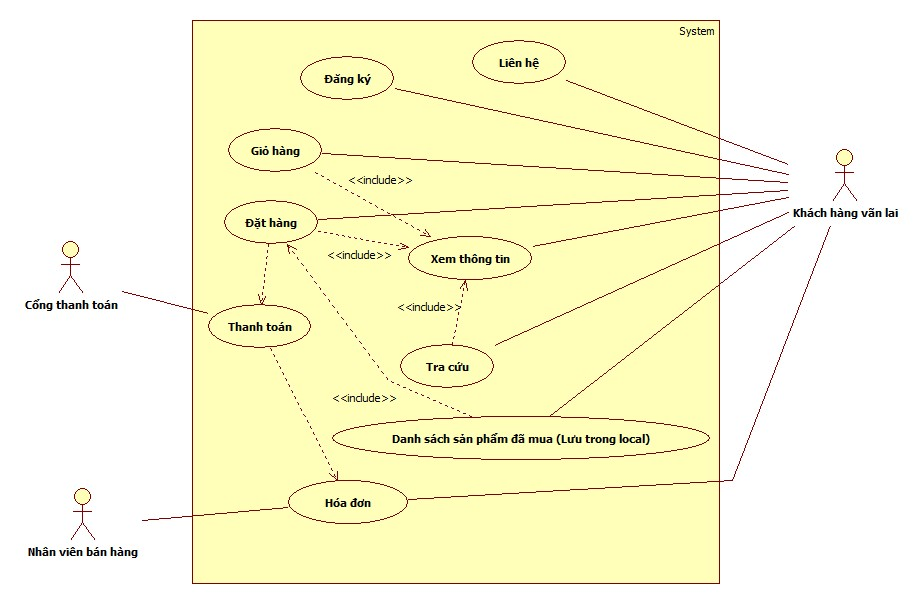 System
Liên hệ
Đăng ký
Giỏ hàng
<<include>>
Đặt hàng
Khách hàng vãn lai
<<include>>
Xem thông tin
Cổng thanh toán
<<include>>
Thanh toán
Tra cứu
<<include>>
Danh sách sản phẩm đã mua (Lưu trong local)
Hóa đơn
Nhân viên bán hàng